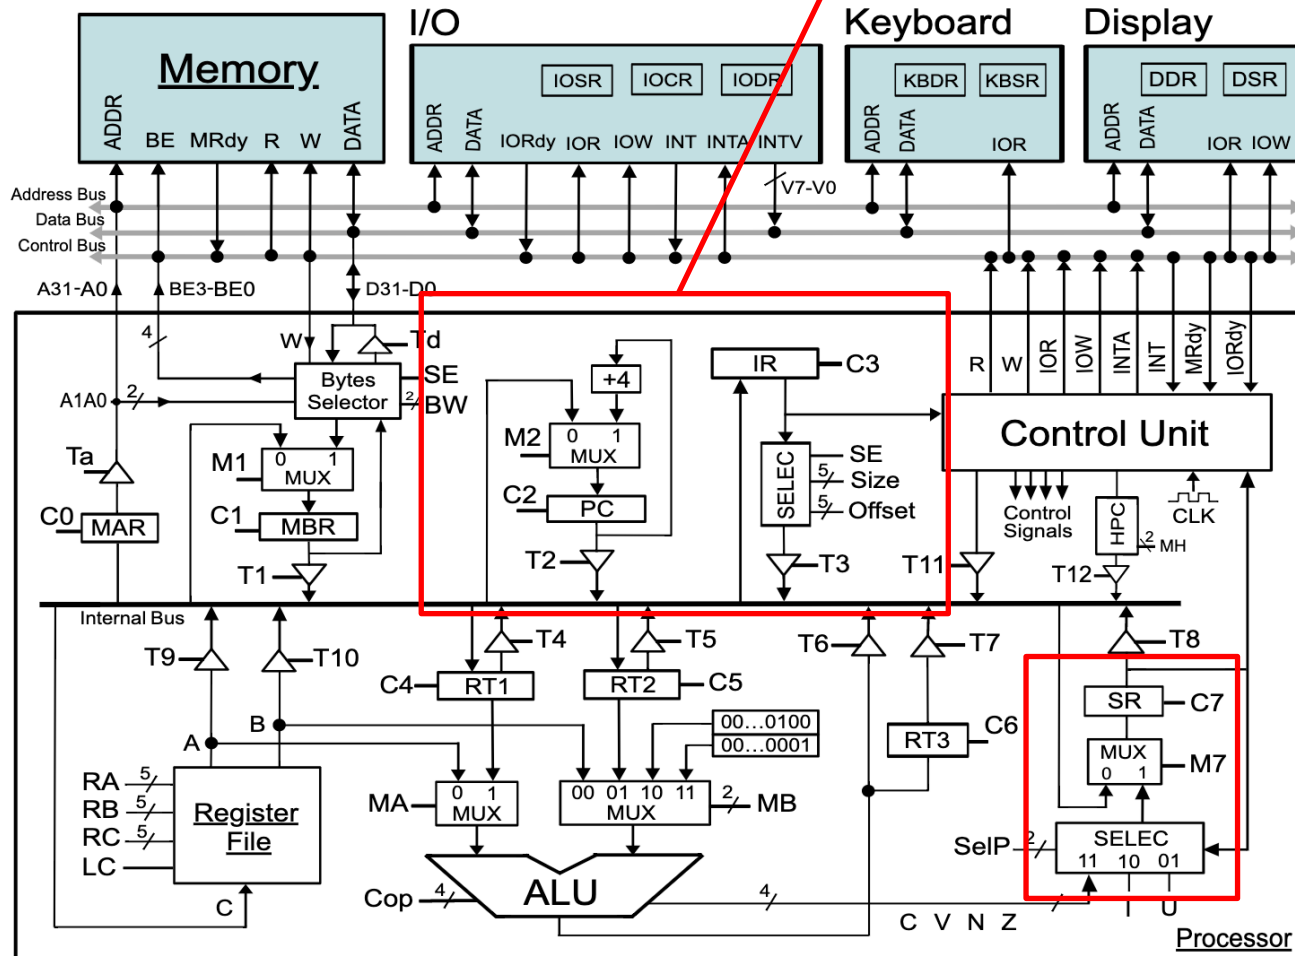 I/O
Keyboard
Display
Memory
IOSR
IOCR
IODR
KBDR
KBSR
DDR
DSR
ADDR
BE
MRdy
R
W
DATA
ADDR
DATA
IORdy
IOR
IOW
INT
INTA
INTV
ADDR
DATA
IOR
ADDR
DATA
IOR
IOW
V7-V0
Address Bus
Data Bus
Control Bus
A31-A0
BE3-BE0
D31-D0
4
W
Td
Bytes
Selector
SE
2
BW
A1A0
2
+4
IR
C3
R
W
IOR
IOW
INTA
INT
MRdy
IORdy
Control Unit
Ta
M1
0 1
MUX
M2
0 1
MUX
SELEC
SE
5
Size
5
Offset
C0
MAR
C1
MBR
C2
PC
Control
Signals
HPC
2
MH
CLK
T1
T2
T3
T11
T12
Internal Bus
T9
T10
T4
T5
T6
T7
T8
C4
RT1
RT2
C5
SR
C7
B
A
00...0100
00...0001
RT3
C6
MUX
0 1
M7
RA
5
RB
5
RC
5
LC
Register
File
MA
0 1
MUX
00 01 10 11
MUX
2
MB
SelP
2
SELEC
11 10 01
C
Cop
4
ALU
4
C V N Z
I
U
Processor